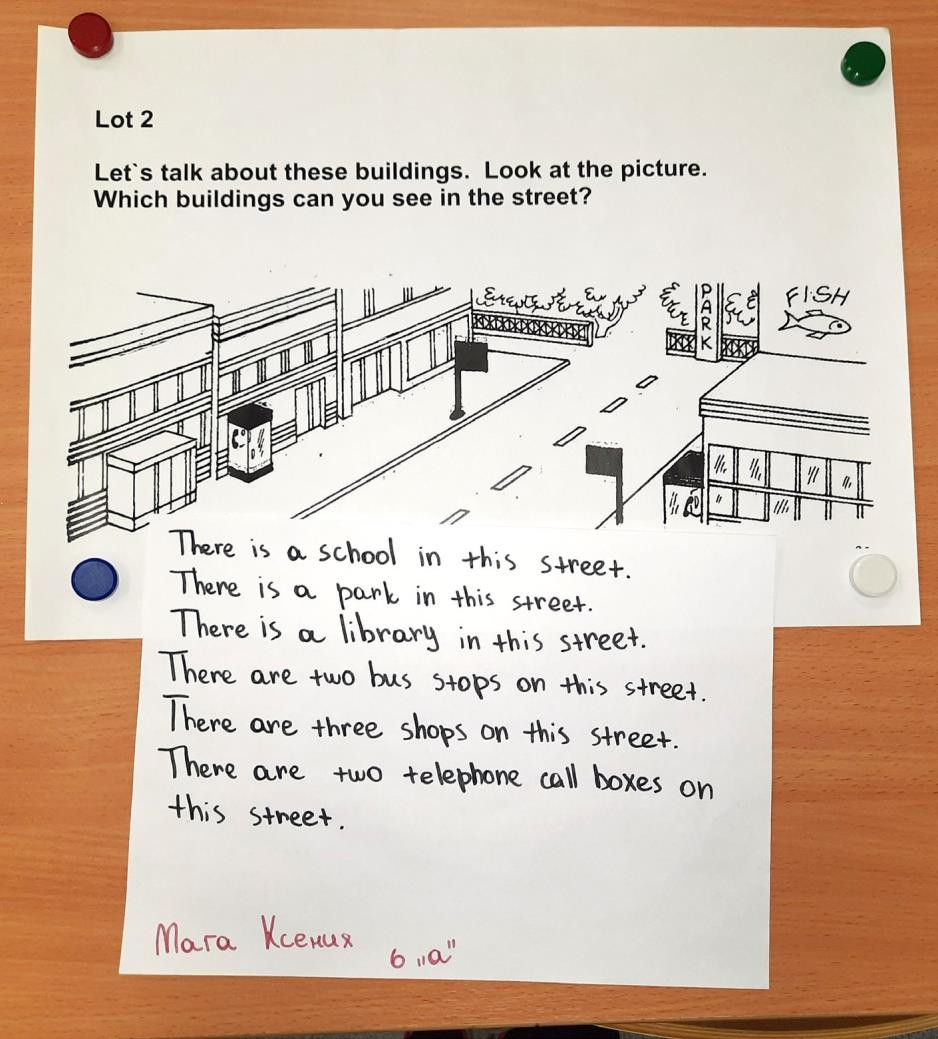 Lot 2
Let`s talk about these buildings. Look at the picture.
Which buildings can you see in the street?
PARK
FISH
There is a school in this street.
There is a park in this street.
There is a library in this street.
There are two bus stops on this street.
There are three shops on this street.
There are two telephone call boxes on
this street.
Мага Ксения
6 „а"